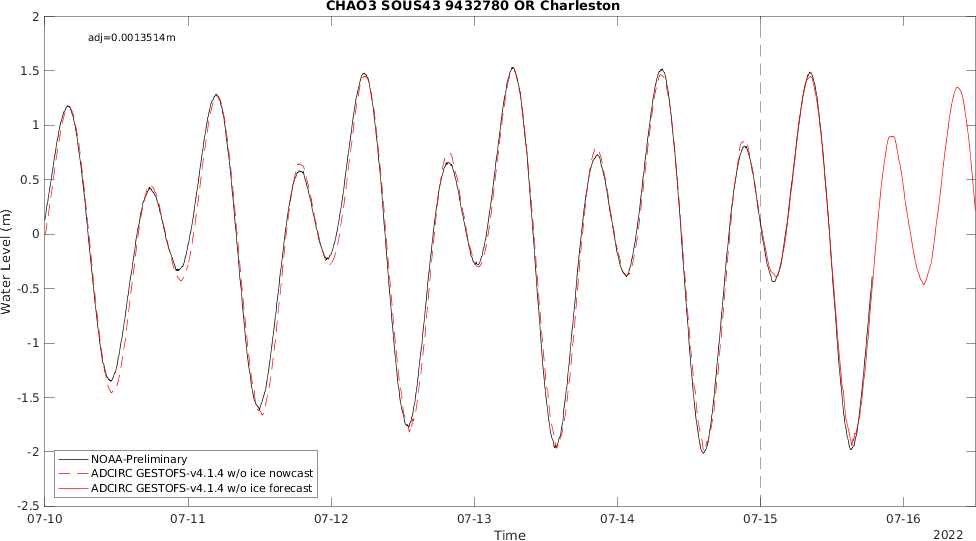 CHAO3 SOUS43 9432780 OR Charleston
adj=0.0013514m
2
1.5
1
0.5
0
-0.5
-1
-1.5
-2
-2.5
Water Level (m)
NOAA-Preliminary
ADCIRC GESTOFS-v4.1.4 w/o ice nowcast
ADCIRC GESTOFS-v4.1.4 w/o ice forecast
07-10 07-11 07-12 07-13 07-14 07-15 07-16
Time
2022